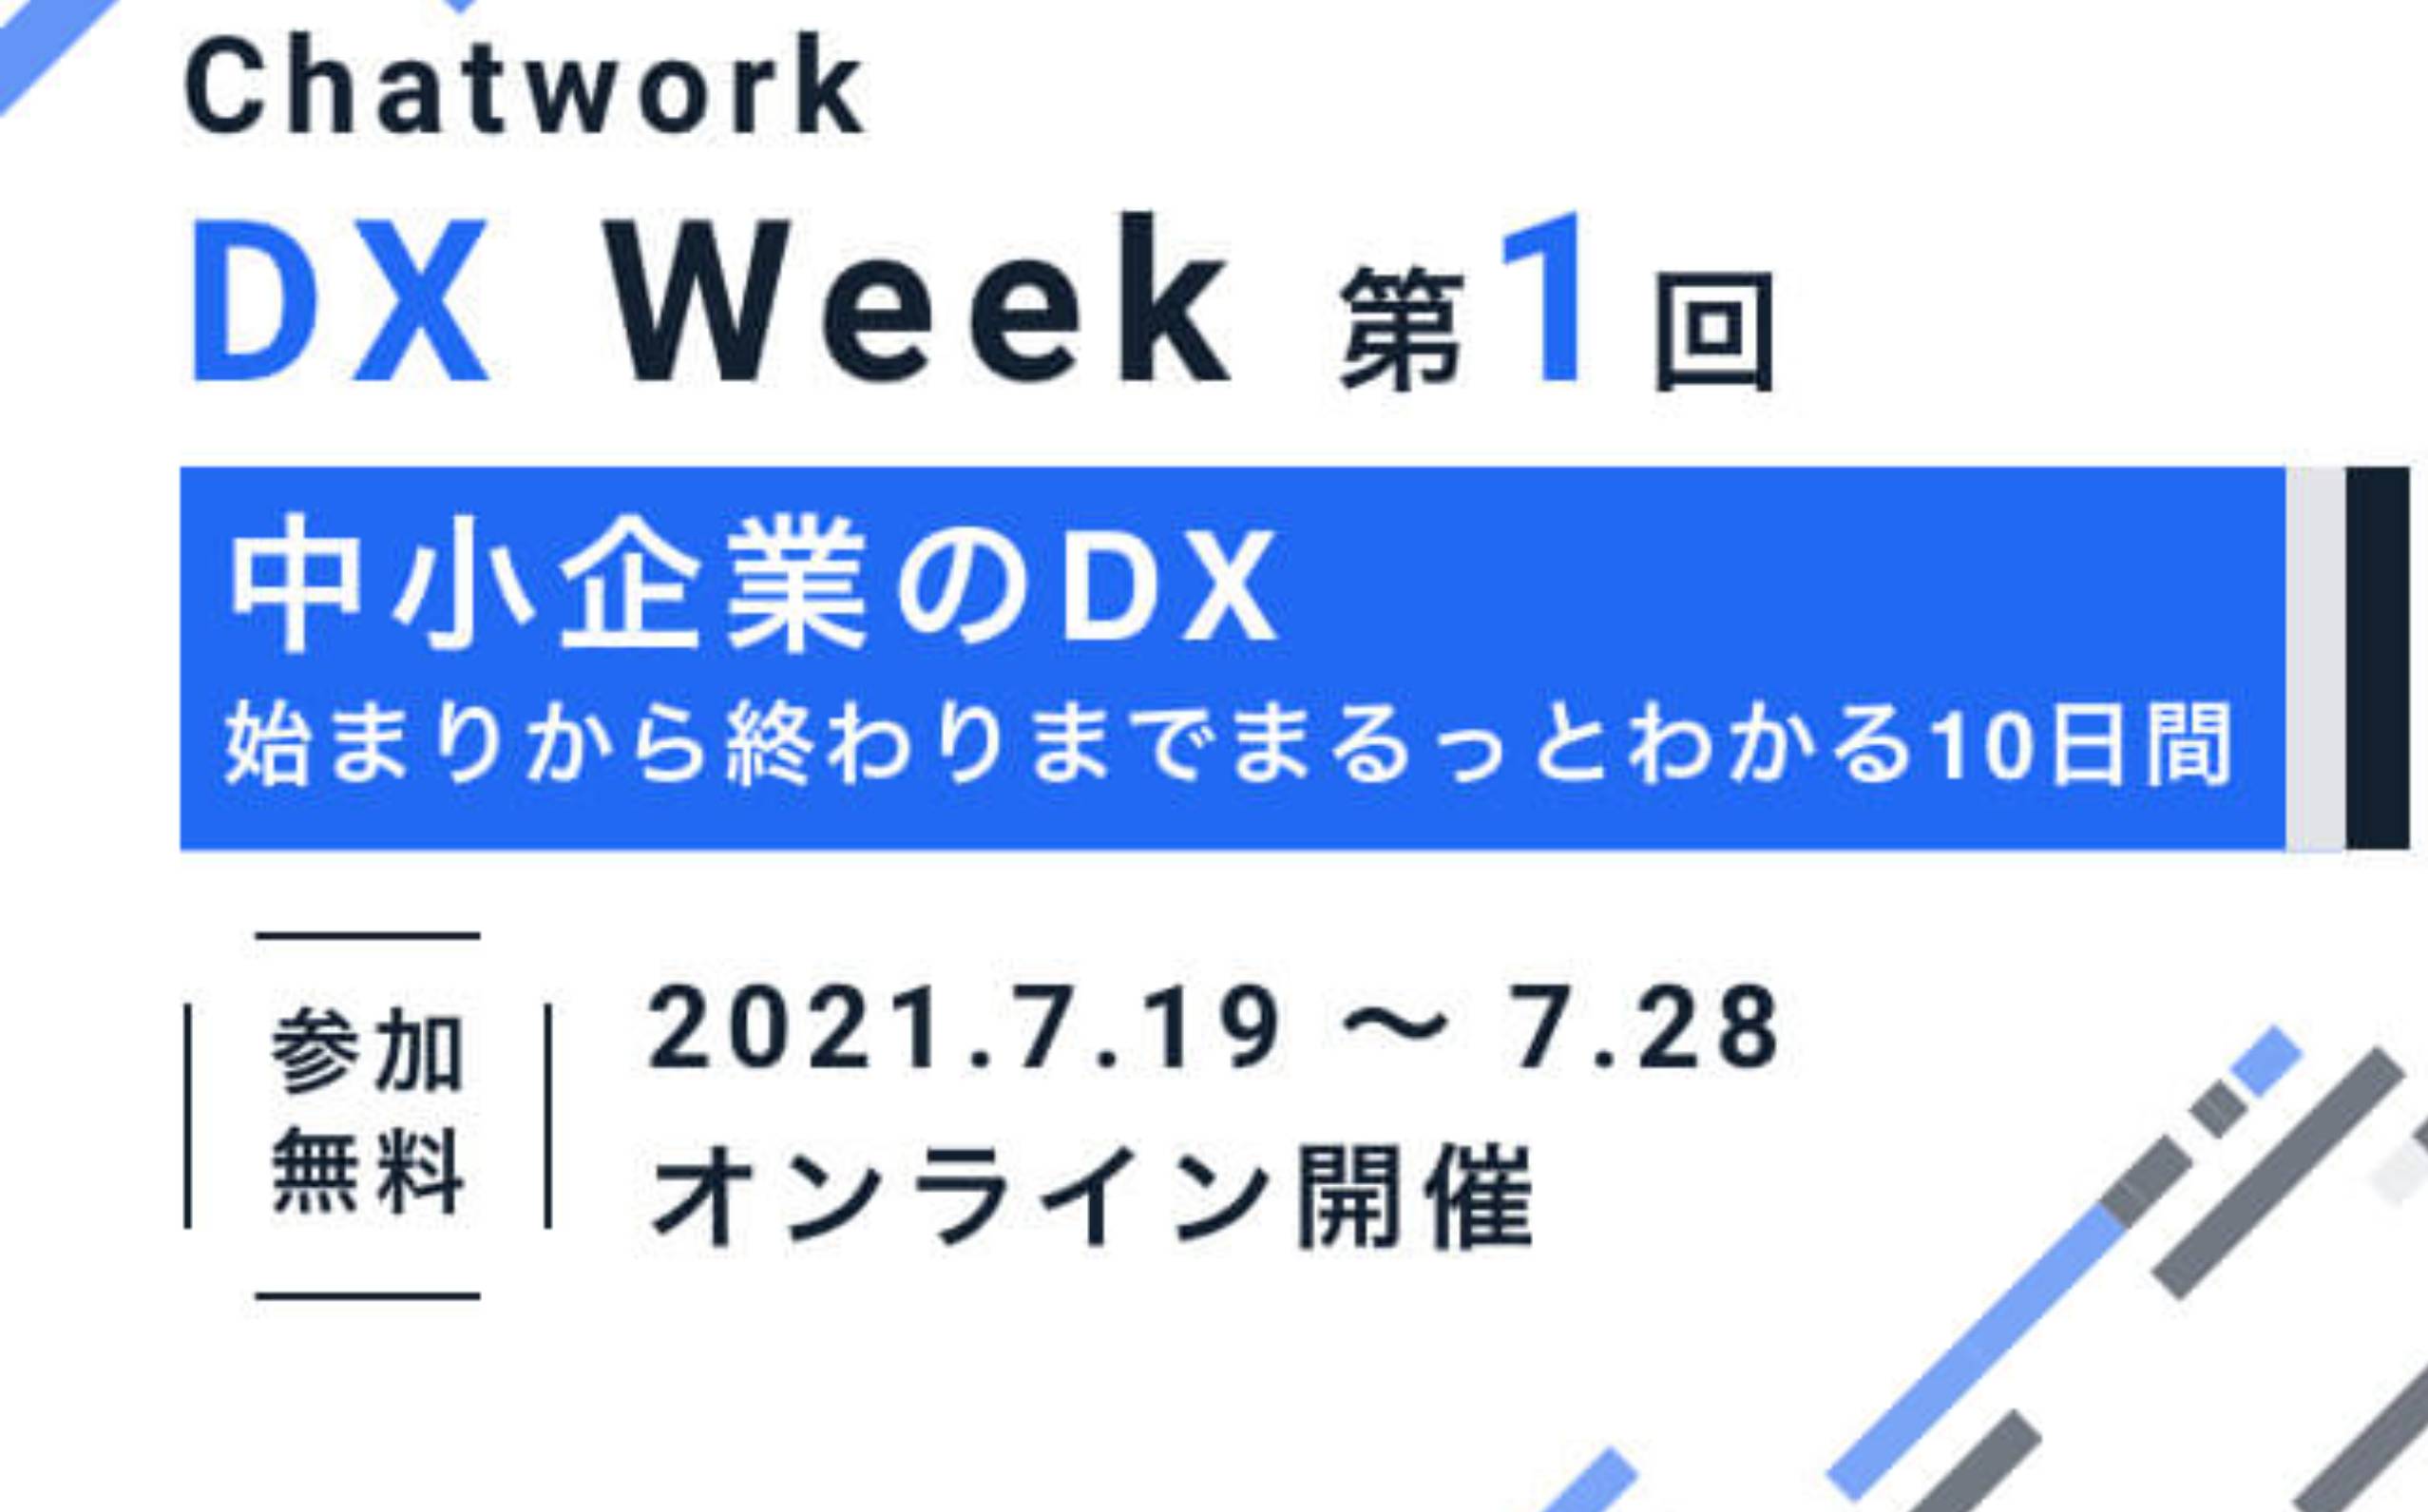 Chatwork
DX Week 第1回
中小企業のDX
始まりから終わりまでまるっとわかる10日間
参加
無料
2021.7.19 〜 7.28
オンライン開催